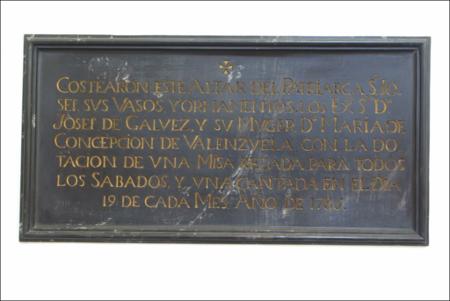 COSTEARON ESTE ALTAR DEL PATRIARCA S. JO-
SEF, SVS VASOS, Y ORNAMENTOS, LOS EX.S D.n
JOSEF DE GALVEZ, Y SV MVGER D.a MARIA DE
CONCEPCION DE VALENZVELA CON LA DO-
TACION DE VNA MISA REZADA PARA TODOS
LOS SABADOS, Y VNA CANTADA EN EL DIA
19 DE CADA MES AÑO DE